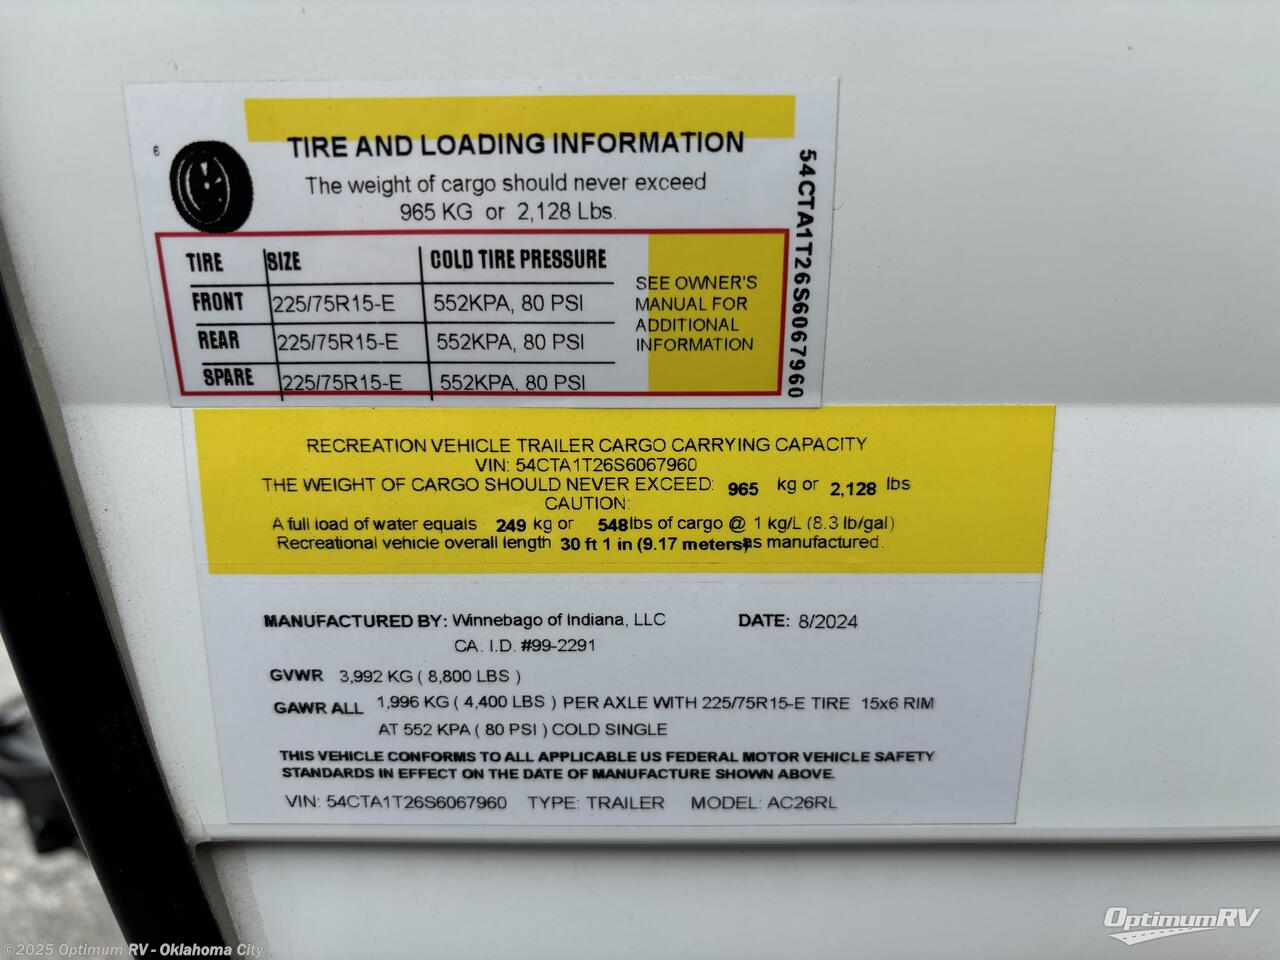 6
TIRE AND LOADING INFORMATION
The weight of cargo should never exceed
965 KG or 2,128 Lbs.
TIRE SIZE COLD TIRE PRESSURE
FRONT 225/75R15-E 552KPA, 80 PSI
REAR 225/75R15-E 552KPA, 80 PSI
SPARE 225/75R15-E 552KPA, 80 PSI
SEE OWNER'S
MANUAL FOR
ADDITIONAL
INFORMATION
54CTA1T26S6067960
RECREATION VEHICLE TRAILER CARGO CARRYING CAPACITY
VIN: 54CTA1T26S6067960
THE WEIGHT OF CARGO SHOULD NEVER EXCEED: 965 kg or 2,128 lbs
CAUTION:
A full load of water equals 249 kg or 548lbs of cargo @ 1 kg/L (8.3 lb/gal)
Recreational vehicle overall length 30 ft 1 in (9.17 meters) as manufactured.
MANUFACTURED BY: Winnebago of Indiana, LLC DATE: 8/2024
CA. I.D. #99-2291
GVWR 3,992 KG ( 8,800 LBS )
GAWR ALL 1,996 KG ( 4,400 LBS ) PER AXLE WITH 225/75R15-E TIRE 15x6 RIM
AT 552 KPA ( 80 PSI ) COLD SINGLE
THIS VEHICLE CONFORMS TO ALL APPLICABLE US FEDERAL MOTOR VEHICLE SAFETY
STANDARDS IN EFFECT ON THE DATE OF MANUFACTURE SHOWN ABOVE.
VIN: 54CTA1T26S6067960 TYPE: TRAILER MODEL: AC26RL
OptimumRV
©2025 Optimum RV - Oklahoma City